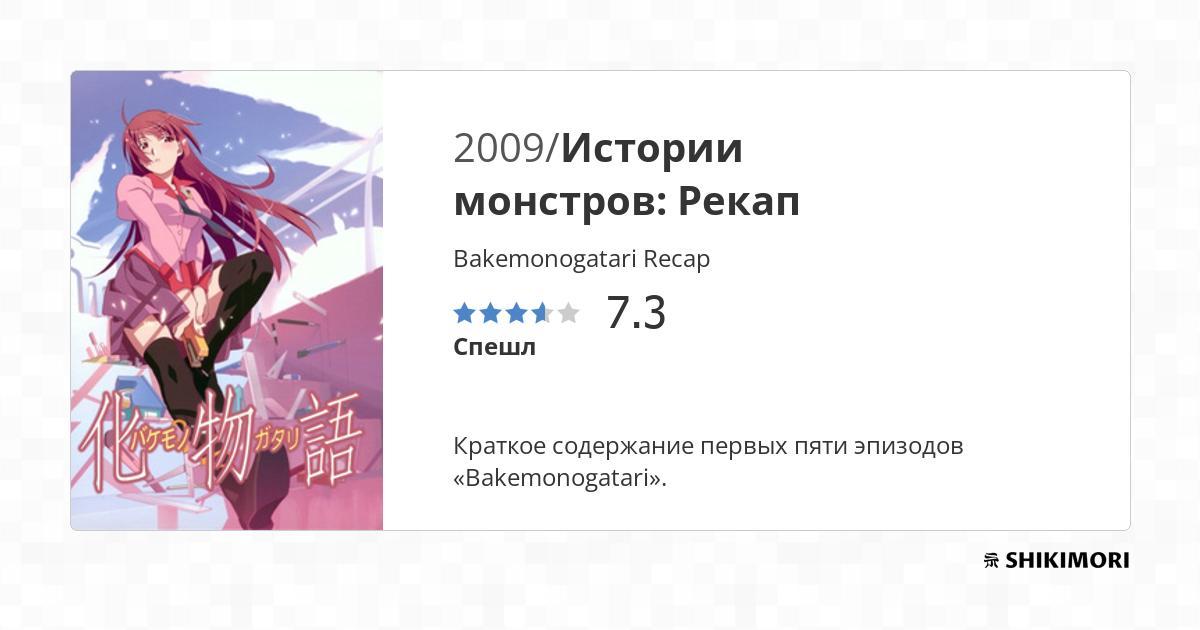 化物語
バケモノガタリ
2009/Истории
монстров: Рекап
Bakemonogatari Recap
7.3
Спешл
Краткое содержание первых пяти эпизодов
«Bakemonogatari».
SHIKIMORI